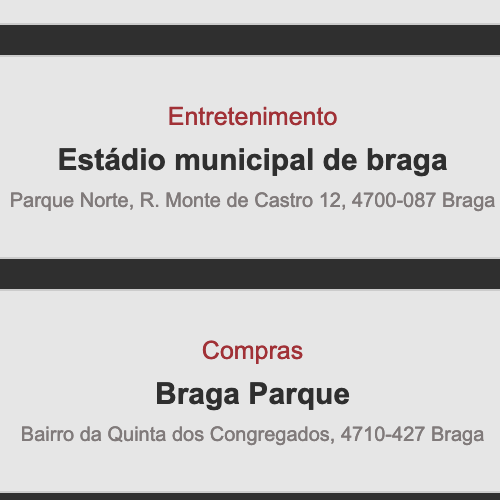 Entretenimento
Estádio municipal de braga
Parque Norte, R. Monte de Castro 12, 4700-087 Braga
Compras
Braga Parque
Bairro da Quinta dos Congregados, 4710-427 Braga